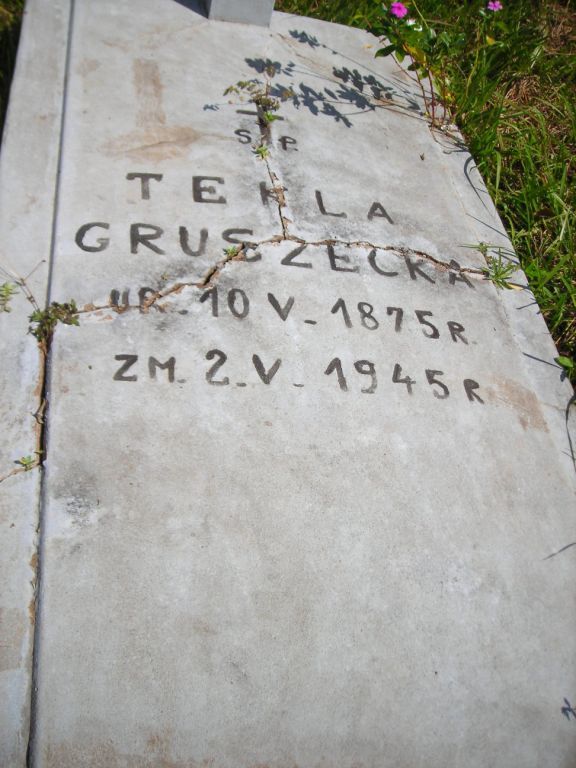 Ś. P.
TEKLA
GRUSZECKA
UR. 10 V. 1875 R.
ZM. 2. V. 1945 R